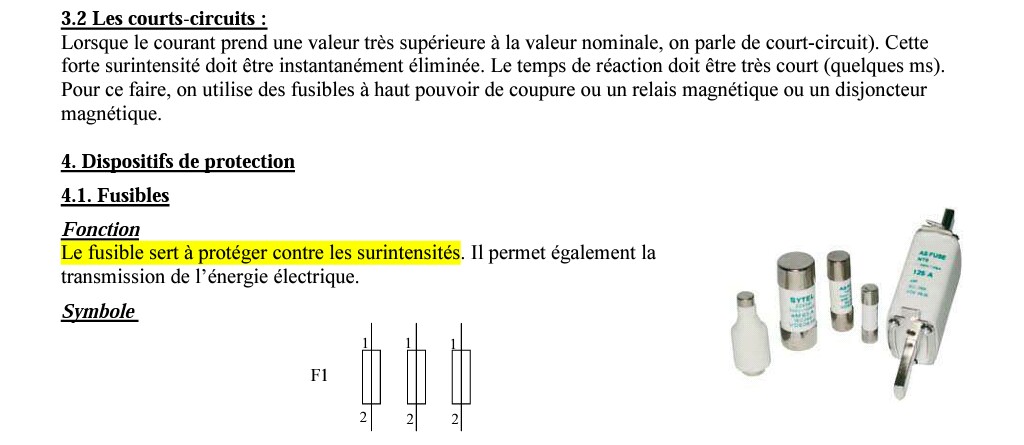 3.2 Les courts-circuits :
Lorsque le courant prend une valeur très supérieure à la valeur nominale, on parle de court-circuit). Cette
forte surintensité doit être instantanément éliminée. Le temps de réaction doit être très court (quelques ms).
Pour ce faire, on utilise des fusibles à haut pouvoir de coupure ou un relais magnétique ou un disjoncteur
magnétique.
4. Dispositifs de protection
4.1. Fusibles
Fonction
Le fusible sert à protéger contre les surintensités. Il permet également la
transmission de l'énergie électrique.
Symbole
1 1 1
F1
2 2 2
125 A